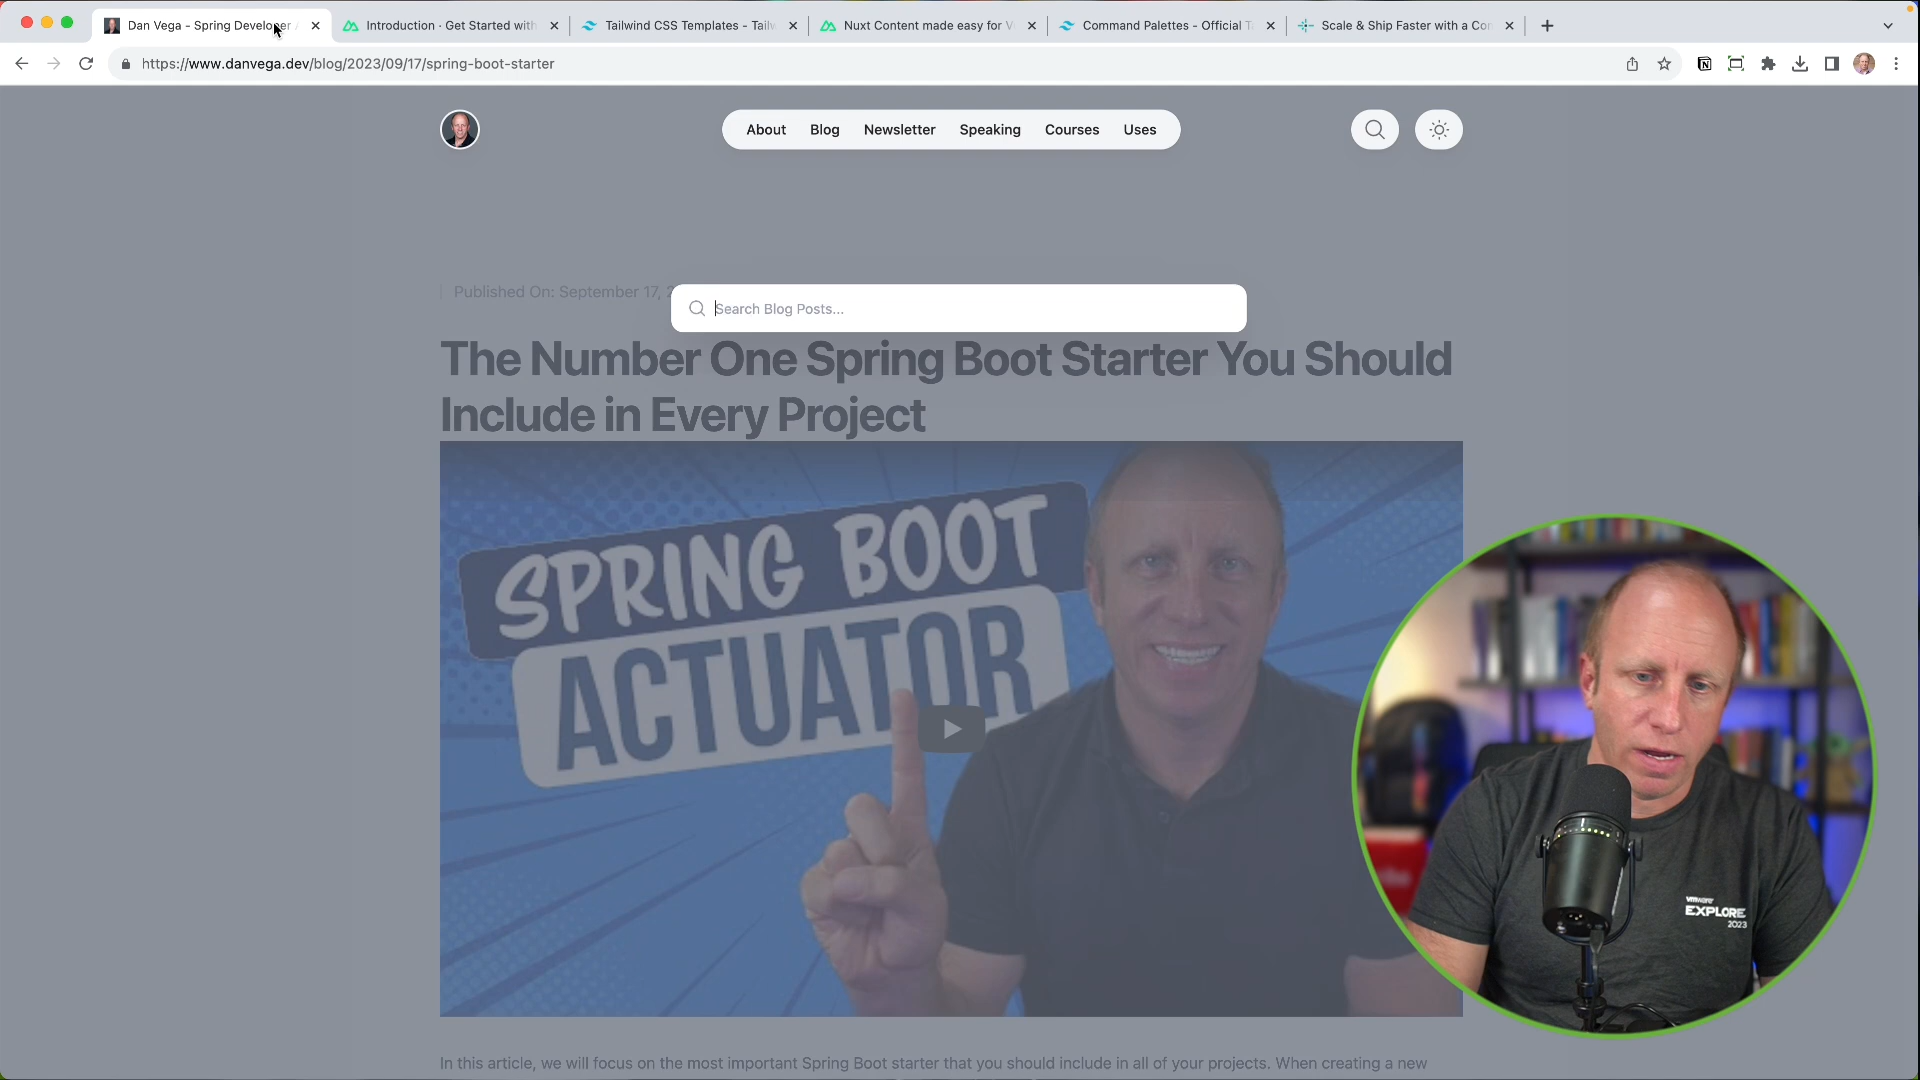 Dan Vega - Spring Developer
Introduction · Get Started with
Tailwind CSS Templates - Tail
Nuxt Content made easy for V
Command Palettes - Official T
Scale & Ship Faster with a Co
https://www.danvega.dev/blog/2023/09/17/spring-boot-starter
About
Blog
Newsletter
Speaking
Courses
Uses
Published On: September 17, 2
Search Blog Posts...
The Number One Spring Boot Starter You Should
Include in Every Project
SPRING BOOT
ACTUATOR
vmware
EXPLORE
2023
In this article, we will focus on the most important Spring Boot starter that you should include in all of your projects. When creating a new